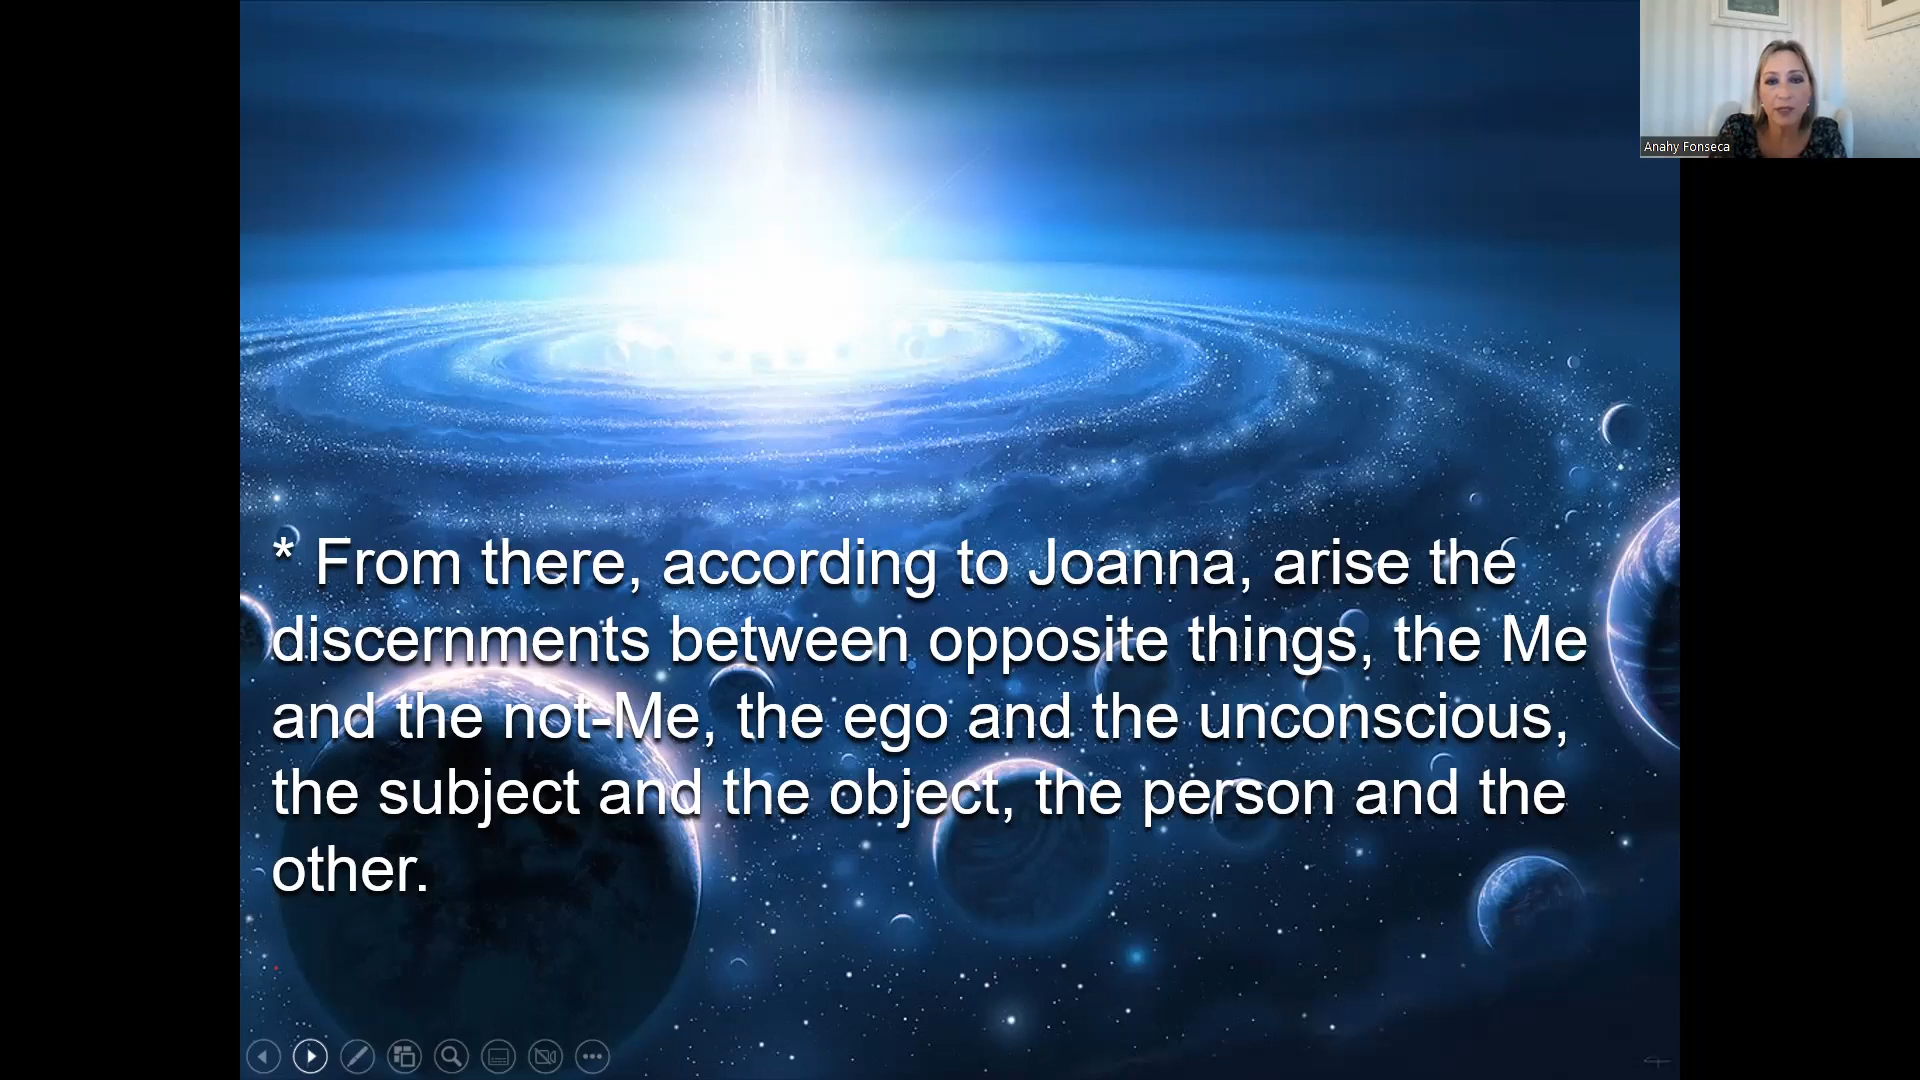 Anahy Fonseca
* From there, according to Joanna, arise the
discernments between opposite things, the Me
and the not-Me, the ego and the unconscious,
the subject and the object, the person and the
other.